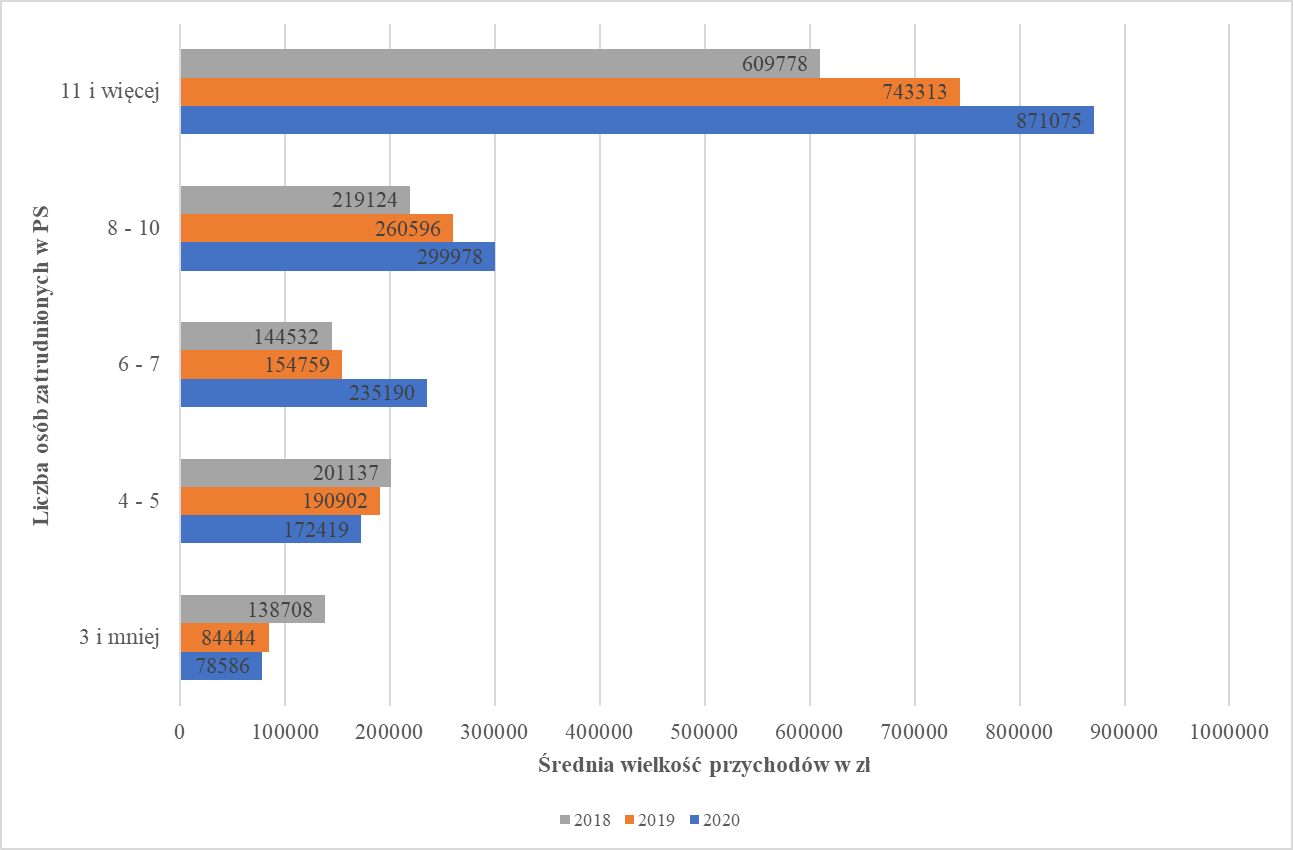 Liczba osób zatrudnionych w PS
11 i więcej
609778
743313
871075
8 - 10
219124
260596
299978
6 - 7
144532
154759
235190
4 - 5
201137
190902
172419
3 i mniej
138708
84444
78586
0 100000 200000 300000 400000 500000 600000 700000 800000 900000 1000000
Średnia wielkość przychodów w zł
2018 2019 2020